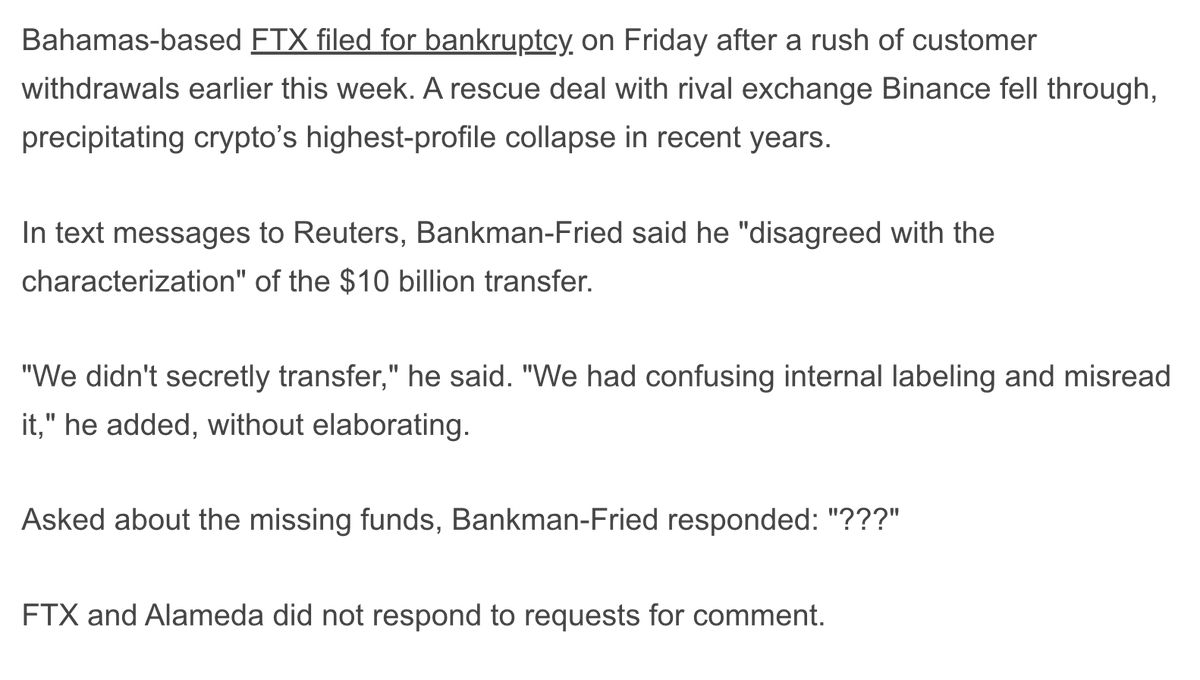 Bahamas-based FTX filed for bankruptcy on Friday after a rush of customer
withdrawals earlier this week. A rescue deal with rival exchange Binance fell through,
precipitating crypto’s highest-profile collapse in recent years.
In text messages to Reuters, Bankman-Fried said he "disagreed with the
characterization" of the $10 billion transfer.
"We didn't secretly transfer," he said. "We had confusing internal labeling and misread
it," he added, without elaborating.
Asked about the missing funds, Bankman-Fried responded: "???"
FTX and Alameda did not respond to requests for comment.